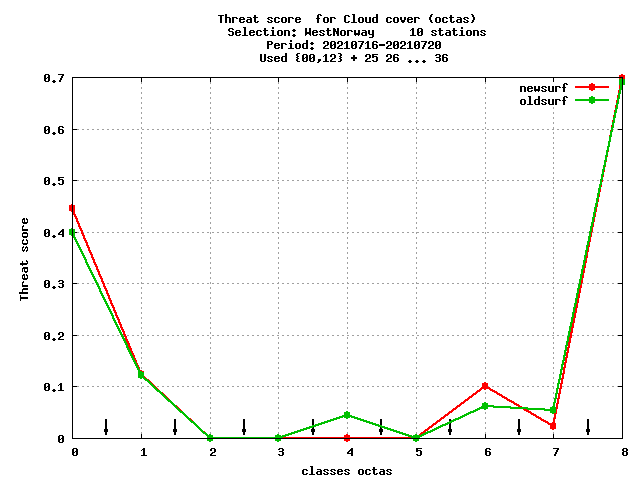 Threat score  for Cloud cover (octas)
Selection: WestNorway     10 stations
Period: 20210716-20210720
Used {00,12} + 25 26 ... 36
newsurf
oldsurf
0.7
0.6
0.5
0.4
0.3
0.2
0.1
0
Threat score
0 1 2 3 4 5 6 7 8
classes octas